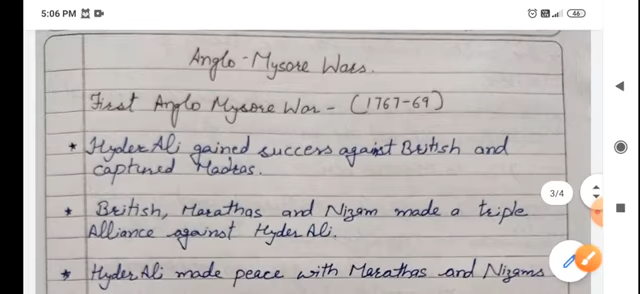 5:06 PM
46
Anglo-Mysore Wars.
First Anglo Mysore War - (1767-69)
* Hyder Ali gained success against British and
captured Madras.
3/4
* British, Marathas and Nizam made a triple
Alliance against Hyder Ali.
* Hyder Ali made peace with Marathas and Nizams